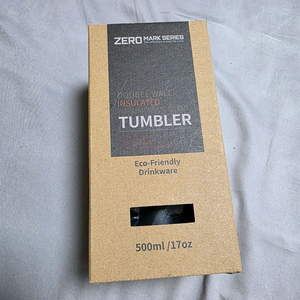 ZERO MARK SERIES
DOUBLE WALL
INSULATED
TUMBLER
Eco-Friendly
Drinkware
500ml /17oz